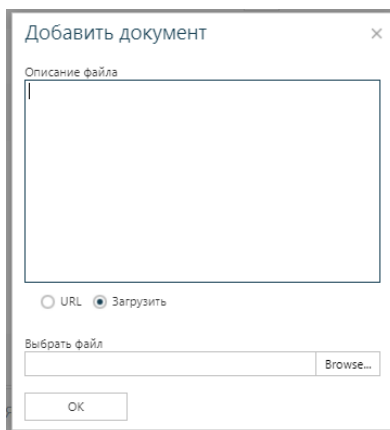 Добавить документ
Описание файла
URL Загрузить
Выбрать файл
Browse...
OK